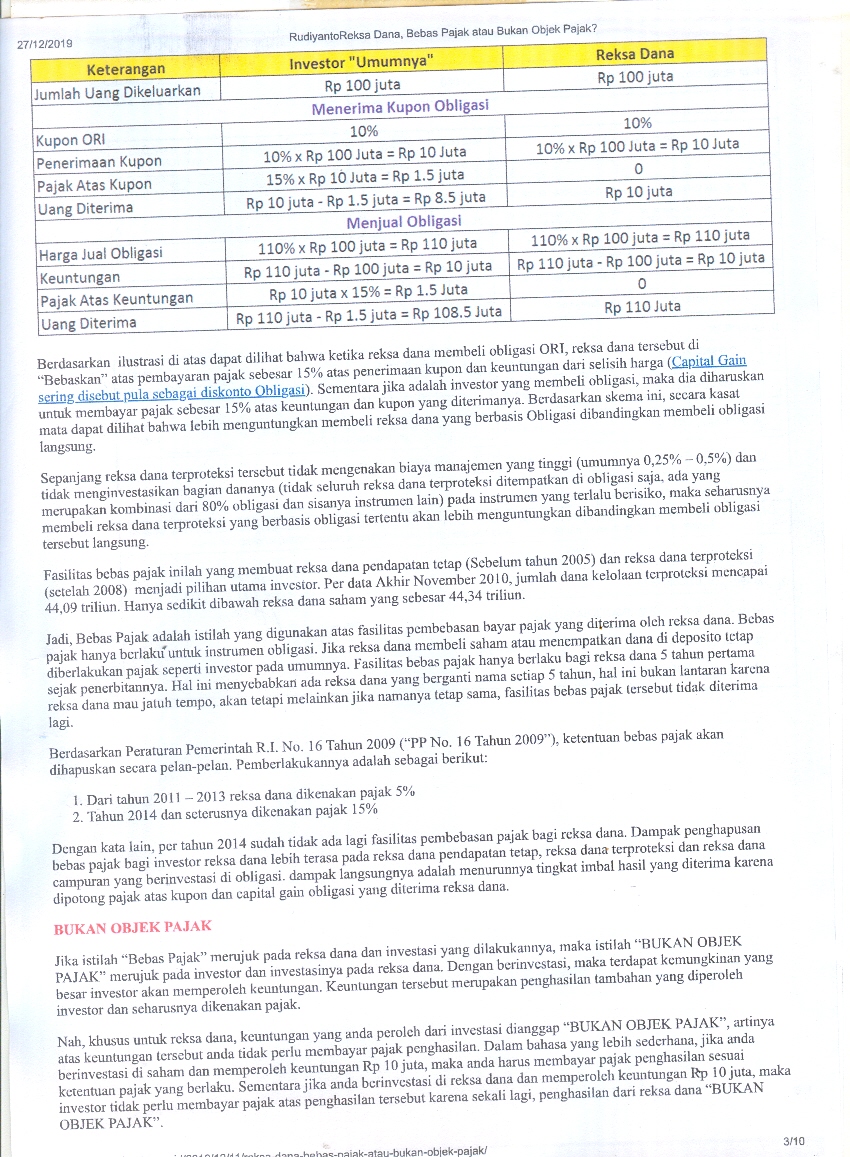 27/12/2019
RudiyantoReksa Dana, Bebas Pajak atau Bukan Objek Pajak?
Keterangan Investor "Umumnya" Reksa Dana
Jumlah Uang Dikeluarkan Rp 100 juta Rp 100 juta
Menerima Kupon Obligasi
Kupon ORI 10% 10%
Penerimaan Kupon 10% x Rp 100 Juta = Rp 10 Juta 10% x Rp 100 Juta = Rp 10 Juta
Pajak Atas Kupon 15% x Rp 10 Juta = Rp 1.5 juta 0
Uang Diterima Rp 10 juta - Rp 1.5 juta = Rp 8.5 juta Rp 10 juta
Menjual Obligasi
Harga Jual Obligasi 110% x Rp 100 juta = Rp 110 juta 110% x Rp 100 juta = Rp 110 juta
Keuntungan Rp 110 juta - Rp 100 juta = Rp 10 juta Rp 110 juta - Rp 100 juta = Rp 10 juta
Pajak Atas Keuntungan Rp 10 juta x 15% = Rp 1.5 Juta 0
Uang Diterima Rp 110 juta - Rp 1.5 juta = Rp 108.5 Juta Rp 110 Juta
Berdasarkan ilustrasi di atas dapat dilihat bahwa ketika reksa dana membeli obligasi ORI, reksa dana tersebut di
“Bebaskan” atas pembayaran pajak sebesar 15% atas penerimaan kupon dan keuntungan dari selisih harga (Capital Gain
sering disebut pula sebagai diskonto Obligasi). Sementara jika adalah investor yang membeli obligasi, maka dia diharuskan
untuk membayar pajak sebesar 15% atas keuntungan dan kupon yang diterimanya. Berdasarkan skema ini, secara kasat
mata dapat dilihat bahwa lebih menguntungkan membeli reksa dana yang berbasis Obligasi dibandingkan membeli obligasi
langsung.
Sepanjang reksa dana terproteksi tersebut tidak mengenakan biaya manajemen yang tinggi (umumnya 0,25% – 0,5%) dan
tidak menginvestasikan bagian dananya (tidak seluruh reksa dana terproteksi ditempatkan di obligasi saja, ada yang
merupakan kombinasi dari 80% obligasi dan sisanya instrumen lain) pada instrumen yang terlalu berisiko, maka seharusnya
membeli reksa dana terproteksi yang berbasis obligasi tertentu akan lebih menguntungkan dibandingkan membeli obligasi
tersebut langsung.
Fasilitas bebas pajak inilah yang membuat reksa dana pendapatan tetap (Sebelum tahun 2005) dan reksa dana terproteksi
(setelah 2008) menjadi pilihan utama investor. Per data Akhir November 2010, jumlah dana kelolaan terproteksi mencapai
44,09 triliun. Hanya sedikit dibawah reksa dana saham yang sebesar 44,34 triliun.
Jadi, Bebas Pajak adalah istilah yang digunakan atas fasilitas pembebasan bayar pajak yang diterima oleh reksa dana. Bebas
pajak hanya berlaku untuk instrumen obligasi. Jika reksa dana membeli saham atau menempatkan dana di deposito tetap
diberlakukan pajak seperti investor pada umumnya. Fasilitas bebas pajak hanya berlaku bagi reksa dana 5 tahun pertama
sejak penerbitannya. Hal ini menyebabkan ada reksa dana yang berganti nama setiap 5 tahun, hal ini bukan lantaran karena
reksa dana mau jatuh tempo, akan tetapi melainkan jika namanya tetap sama, fasilitas bebas pajak tersebut tidak diterima
lagi.
Berdasarkan Peraturan Pemerintah R.I. No. 16 Tahun 2009 (“PP No. 16 Tahun 2009”), ketentuan bebas pajak akan
dihapuskan secara pelan-pelan. Pemberlakukannya adalah sebagai berikut:
1. Dari tahun 2011 – 2013 reksa dana dikenakan pajak 5%
2. Tahun 2014 dan seterusnya dikenakan pajak 15%
Dengan kata lain, per tahun 2014 sudah tidak ada lagi fasilitas pembebasan pajak bagi reksa dana. Dampak penghapusan
bebas pajak bagi investor reksa dana lebih terasa pada reksa dana pendapatan tetap, reksa dana terproteksi dan reksa dana
campuran yang berinvestasi di obligasi. dampak langsungnya adalah menurunnya tingkat imbal hasil yang diterima karena
dipotong pajak atas kupon dan capital gain obligasi yang diterima reksa dana.
BUKAN OBJEK PAJAK
Jika istilah “Bebas Pajak” merujuk pada reksa dana dan investasi yang dilakukannya, maka istilah “BUKAN OBJEK
PAJAK” merujuk pada investor dan investasinya pada reksa dana. Dengan berinvestasi, maka terdapat kemungkinan yang
besar investor akan memperoleh keuntungan. Keuntungan tersebut merupakan penghasilan tambahan yang diperoleh
investor dan seharusnya dikenakan pajak.
Nah, khusus untuk reksa dana, keuntungan yang anda peroleh dari investasi dianggap “BUKAN OBJEK PAJAK”, artinya
atas keuntungan tersebut anda tidak perlu membayar pajak penghasilan. Dalam bahasa yang lebih sederhana, jika anda
berinvestasi di saham dan memperoleh keuntungan Rp 10 juta, maka anda harus membayar pajak penghasilan sesuai
ketentuan pajak yang berlaku. Sementara jika anda berinvestasi di reksa dana dan memperoleh keuntungan Rp 10 juta, maka
investor tidak perlu membayar pajak atas penghasilan tersebut karena sekali lagi, penghasilan dari reksa dana “BUKAN
OBJEK PAJAK”.
dana-bebas-pajak-atau-bukan-objek-pajak/
3/10